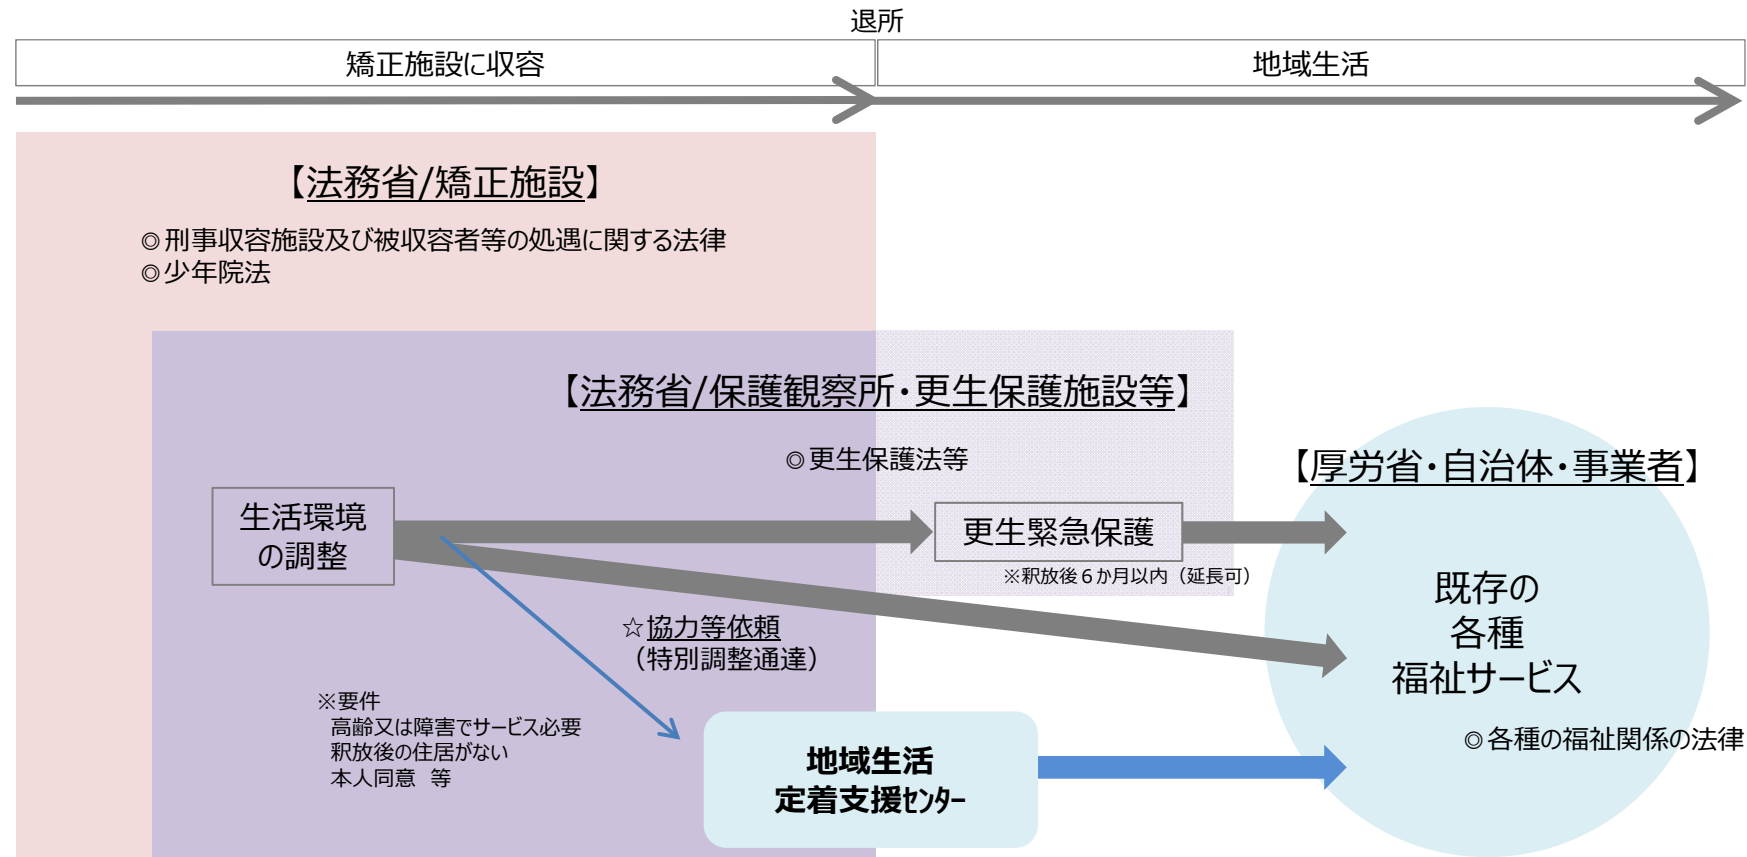 退所
矯正施設に収容
地域生活
【法務省/矯正施設】
◎刑事収容施設及び被収容者等の処遇に関する法律
◎少年院法
【法務省/保護観察所・更生保護施設等】
◎更生保護法等
【厚労省・自治体・事業者】
生活環境
の調整
更生緊急保護
※釈放後6か月以内（延長可）
既存の
各種
福祉サービス
☆協力等依頼
（特別調整通達）
※要件
高齢又は障害でサービス必要
釈放後の住居がない
本人同意　等
◎各種の福祉関係の法律
地域生活
定着支援センター